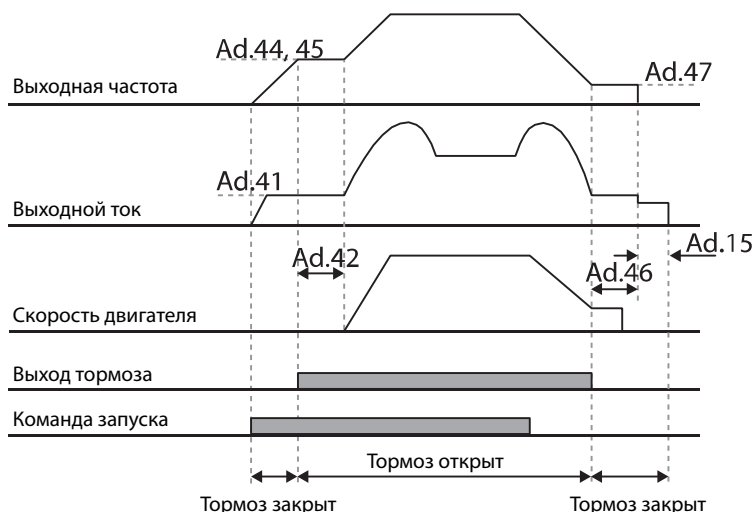 Ad.44, 45
Ad.47
Выходная частота
Ad.41
Выходной ток
Ad.15
Ad.42
Ad.46
Скорость двигателя
Выход тормоза
Команда запуска
Тормоз открыт
Тормоз закрыт
Тормоз закрыт